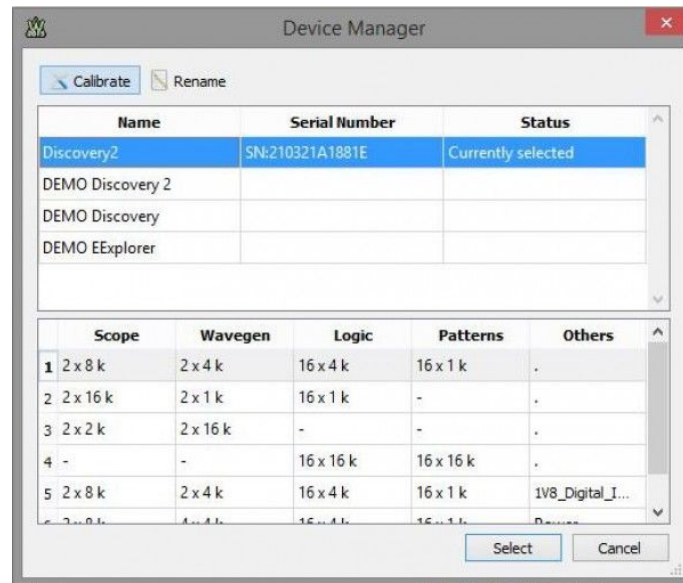 Device Manager
Calibrate Rename
Name Serial Number Status
Discovery2 SN:210321A1881E Currently selected
DEMO Discovery 2
DEMO Discovery
DEMO EExplorer
Scope Wavegen Logic Patterns Others
1 2 x 8 k 2 x 4 k 16 x 4 k 16 x 1 k .
2 2 x 16 k 2 x 1 k 16 x 1 k - .
3 2 x 2 k 2 x 16 k - - .
4 - - 16 x 16 k 16 x 16 k .
5 2 x 8 k 2 x 4 k 16 x 4 k 16 x 1 k 1V8_Digital_I...
Select Cancel